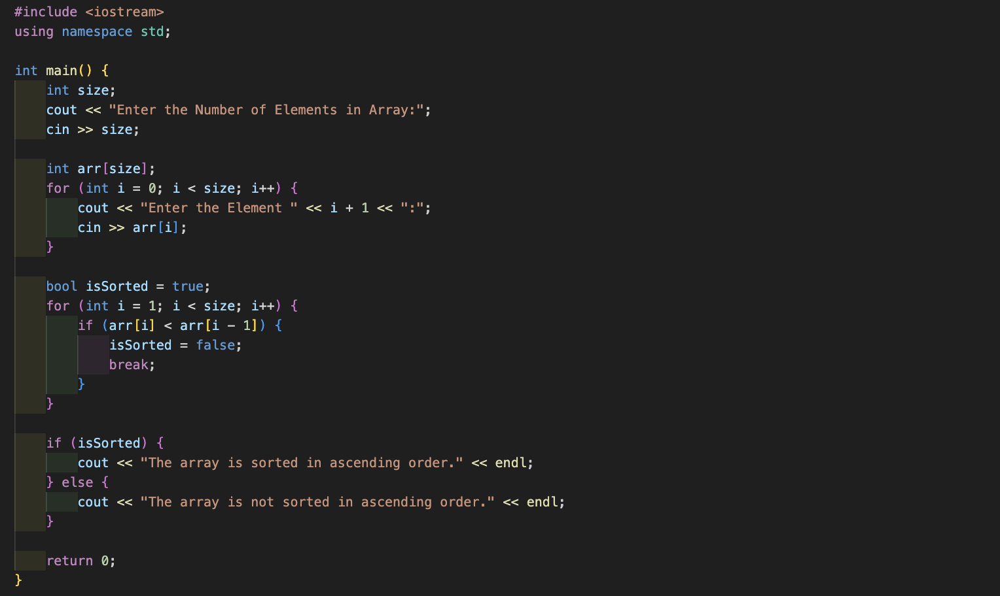 #include <iostream>
using namespace std;

int main() {
    int size;
    cout << "Enter the Number of Elements in Array:";
    cin >> size;

    int arr[size];
    for (int i = 0; i < size; i++) {
        cout << "Enter the Element " << i + 1 << ":";
        cin >> arr[i];
    }

    bool isSorted = true;
    for (int i = 1; i < size; i++) {
        if (arr[i] < arr[i - 1]) {
            isSorted = false;
            break;
        }
    }

    if (isSorted) {
        cout << "The array is sorted in ascending order." << endl;
    } else {
        cout << "The array is not sorted in ascending order." << endl;
    }

    return 0;
}